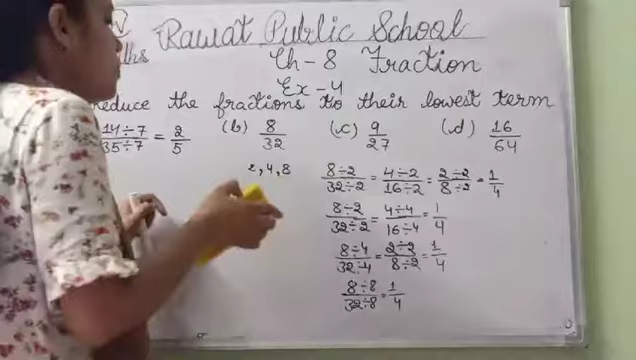 Rawat Public School
ths Ch-8 Fraction
Ex-4
educe the fractions to their lowest term
14÷7/35÷7 = 2/5 (b) 8/32 (c) 9/27 (d) 16/64
2,4,8 8÷2/32÷2 = 4÷2/16÷2 = 2÷2/8÷2 = 1/4
8÷2/32÷2 = 4÷4/16÷4 = 1/4
8÷4/32÷4 = 2÷2/8÷2 = 1/4
8÷8/32÷8 = 1/4